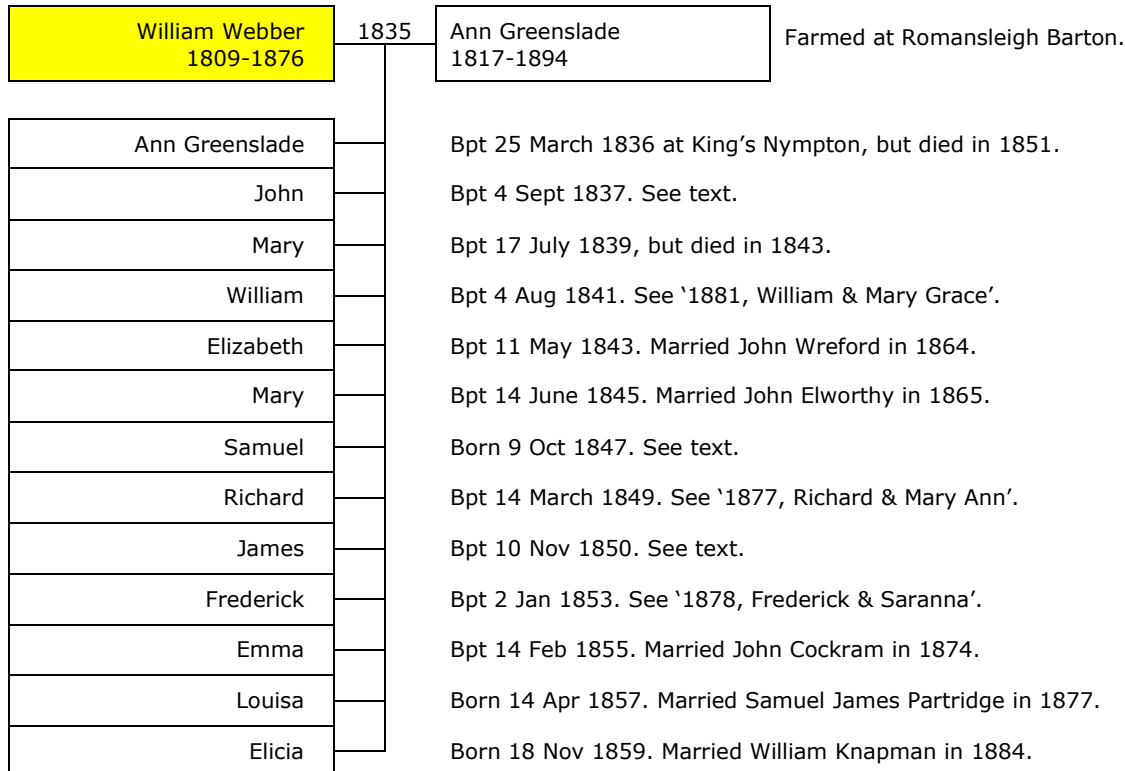 William Webber 1835 Ann Greenslade Farmed at Romansleigh Barton.
1809-1876 1817-1894
Ann Greenslade Bpt 25 March 1836 at King’s Nympton, but died in 1851.
John Bpt 4 Sept 1837. See text.
Mary Bpt 17 July 1839, but died in 1843.
William Bpt 4 Aug 1841. See ‘1881, William & Mary Grace’.
Elizabeth Bpt 11 May 1843. Married John Wreford in 1864.
Mary Bpt 14 June 1845. Married John Elworthy in 1865.
Samuel Born 9 Oct 1847. See text.
Richard Bpt 14 March 1849. See ‘1877, Richard & Mary Ann’.
James Bpt 10 Nov 1850. See text.
Frederick Bpt 2 Jan 1853. See ‘1878, Frederick & Saranna’.
Emma Bpt 14 Feb 1855. Married John Cockram in 1874.
Louisa Born 14 Apr 1857. Married Samuel James Partridge in 1877.
Elicia Born 18 Nov 1859. Married William Knapman in 1884.